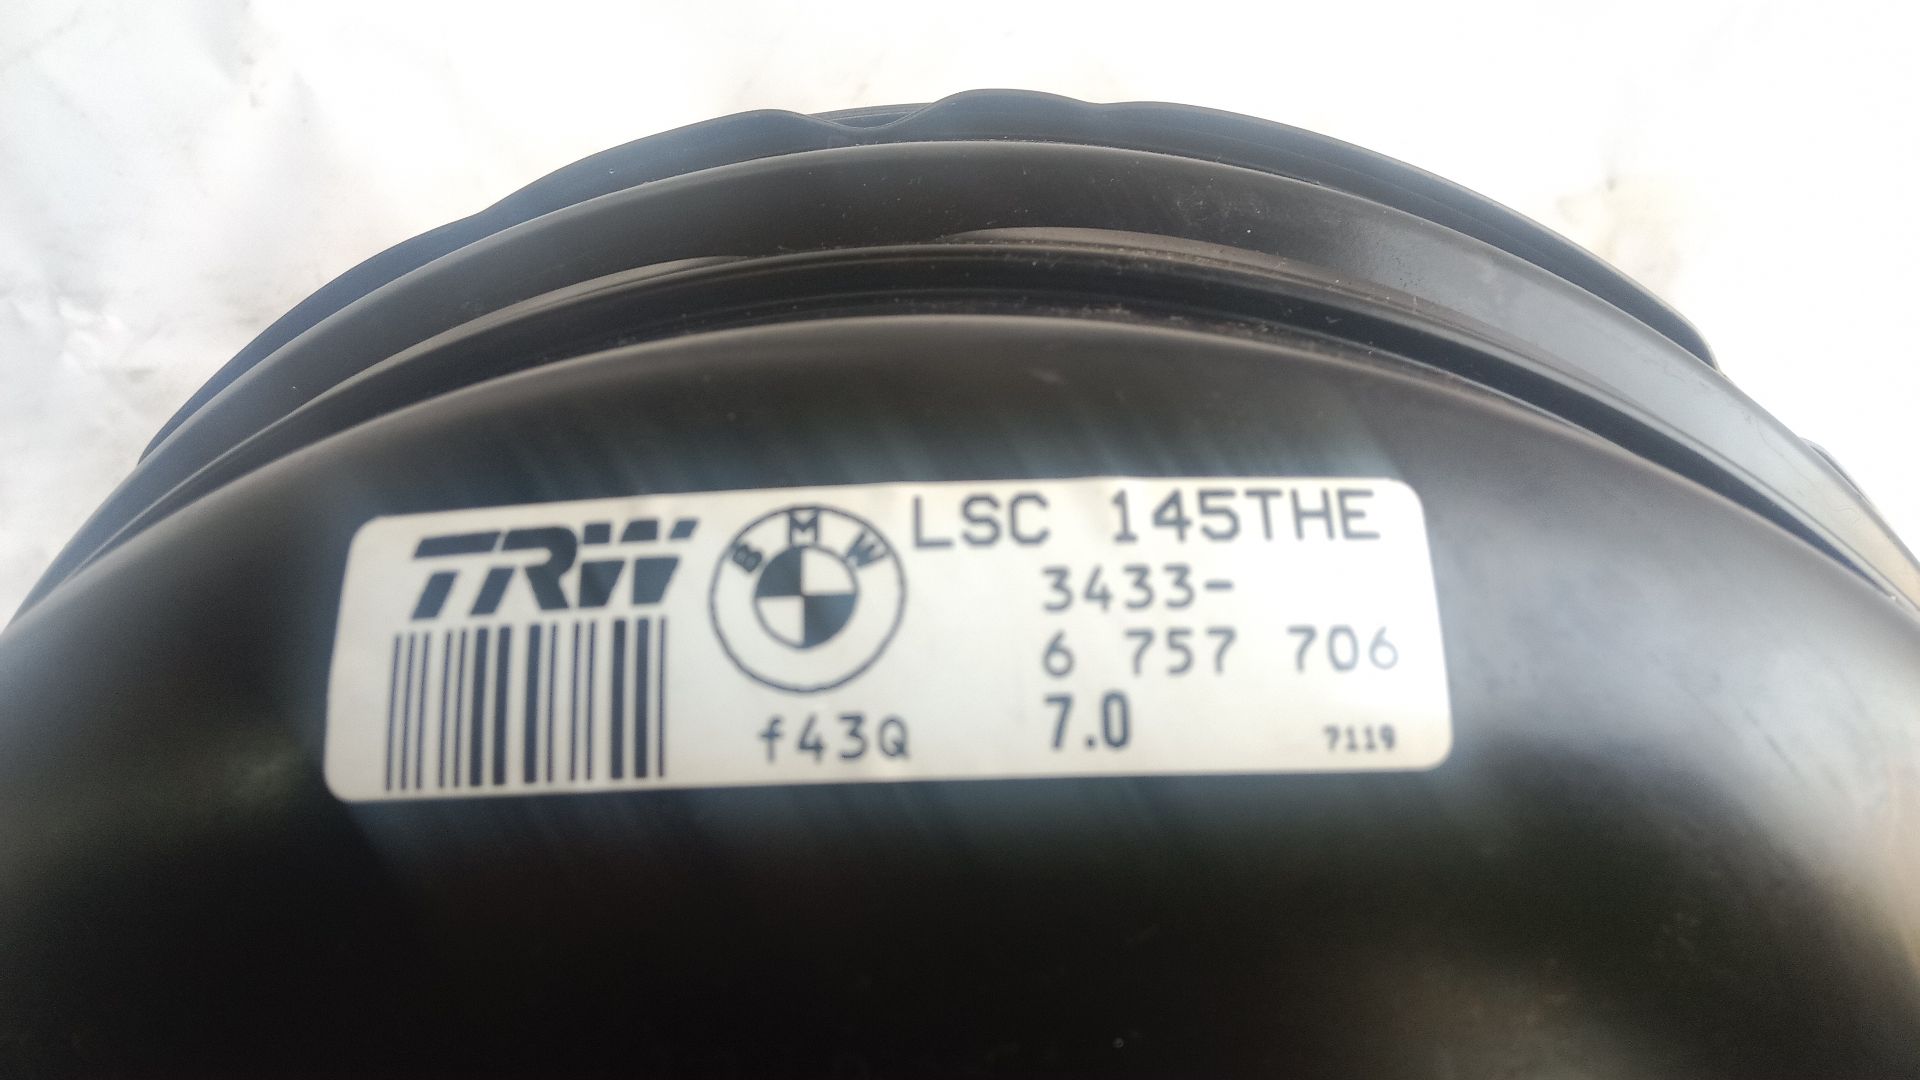 TRW
BMW
LSC 145THE
3433-
6 757 706
f43Q
7.0
7119